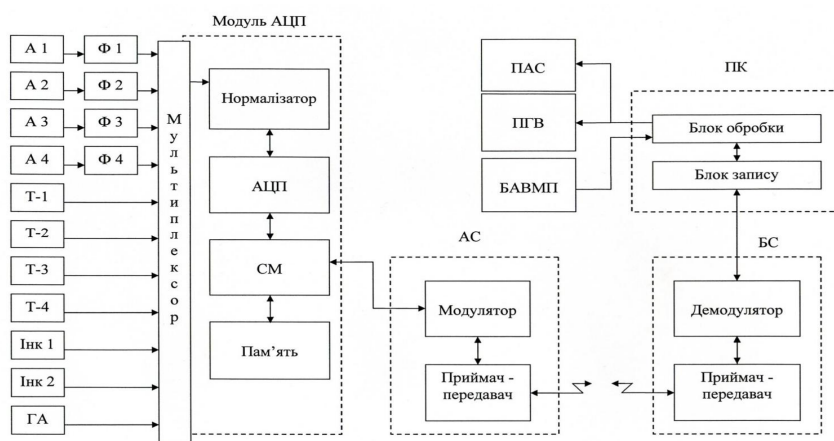 Модуль АЦП
А 1
Ф 1
А 2
Ф 2
А 3
Ф 3
А 4
Ф 4
Т-1
Т-2
Т-3
Т-4
Інк 1
Інк 2
ГА
Мультиплексор
Нормалізатор
АЦП
СМ
Пам’ять
ПАС
ПГВ
БАВМП
ПК
Блок обробки
Блок запису
АС
Модулятор
Приймач -
передавач
БС
Демодулятор
Приймач -
передавач